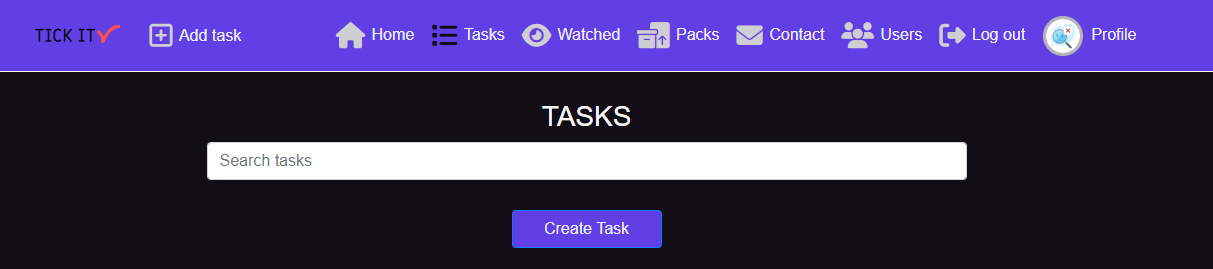 TICK IT Add task Home Tasks Watched Packs Contact Users Log out Profile
TASKS
Search tasks
Create Task